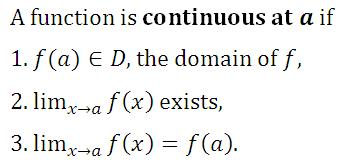 A function is continuous at a if
1. f(a) ∈ D, the domain of f,
2. lim_{x→a} f(x) exists,
3. lim_{x→a} f(x) = f(a).